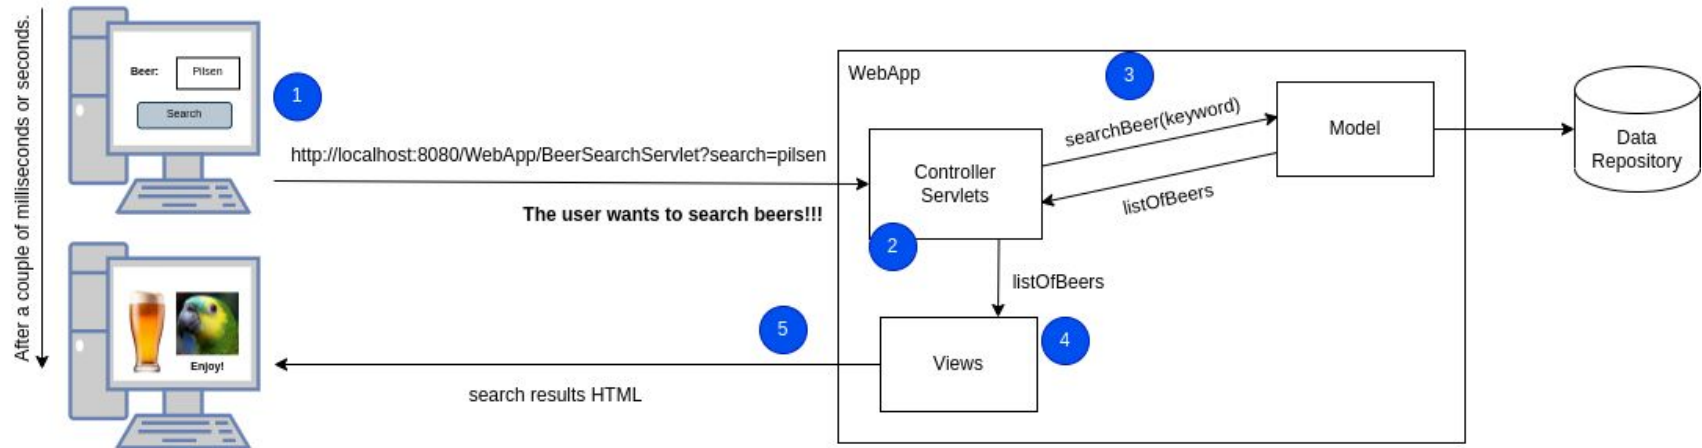 After a couple of milliseconds or seconds.
Beer:
Pilsen
Search
1
http://localhost:8080/WebApp/BeerSearchServlet?search=pilsen
The user wants to search beers!!!
WebApp
3
searchBeer(keyword)
Model
Data
Repository
Controller
Servlets
listOfBeers
2
listOfBeers
Enjoy!
5
4
Views
search results HTML